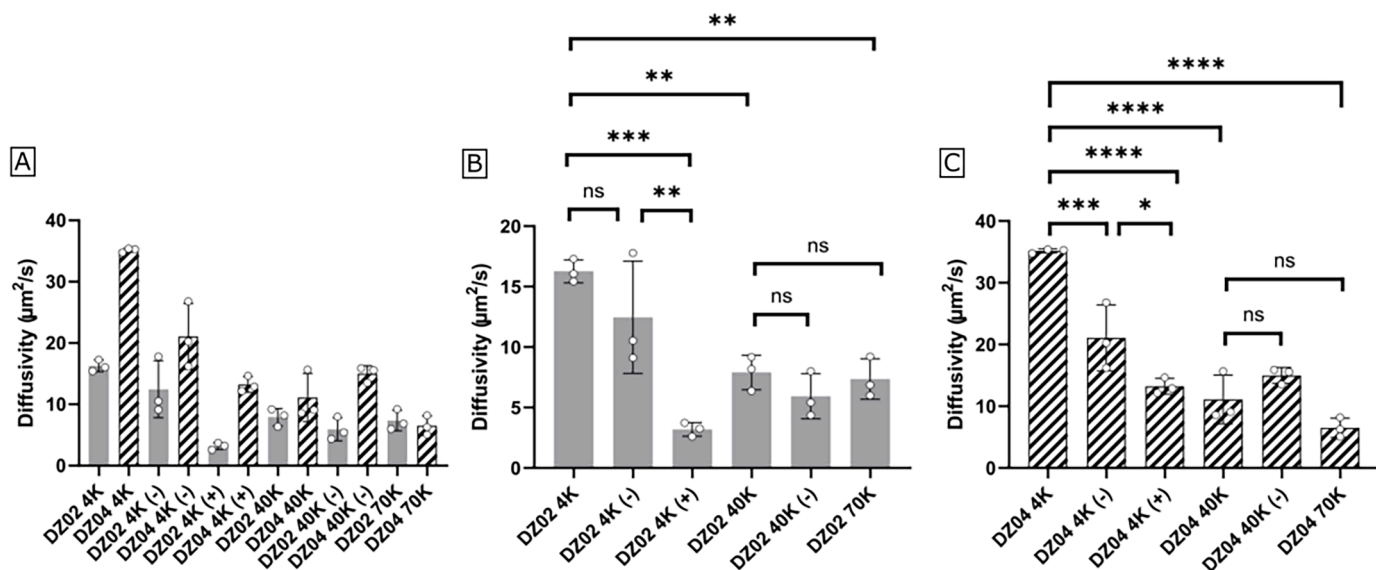 A
Diffusivity (µm²/s)
40
30
20
10
0
DZ02 4K
DZ04 4K
DZ02 4K (-)
DZ04 4K (-)
DZ02 4K (+)
DZ04 4K (+)
DZ02 40K
DZ04 40K
DZ02 40K (-)
DZ04 40K (-)
DZ02 70K
DZ04 70K
B
**
**
***
ns
**
ns
ns
Diffusivity (µm²/s)
20
15
10
5
0
DZ02 4K
DZ02 4K (-)
DZ02 4K (+)
DZ02 40K
DZ02 40K (-)
DZ02 70K
C
****
****
****
***
*
ns
ns
Diffusivity (µm²/s)
40
30
20
10
0
DZ04 4K
DZ04 4K (-)
DZ04 4K (+)
DZ04 40K
DZ04 40K (-)
DZ04 70K